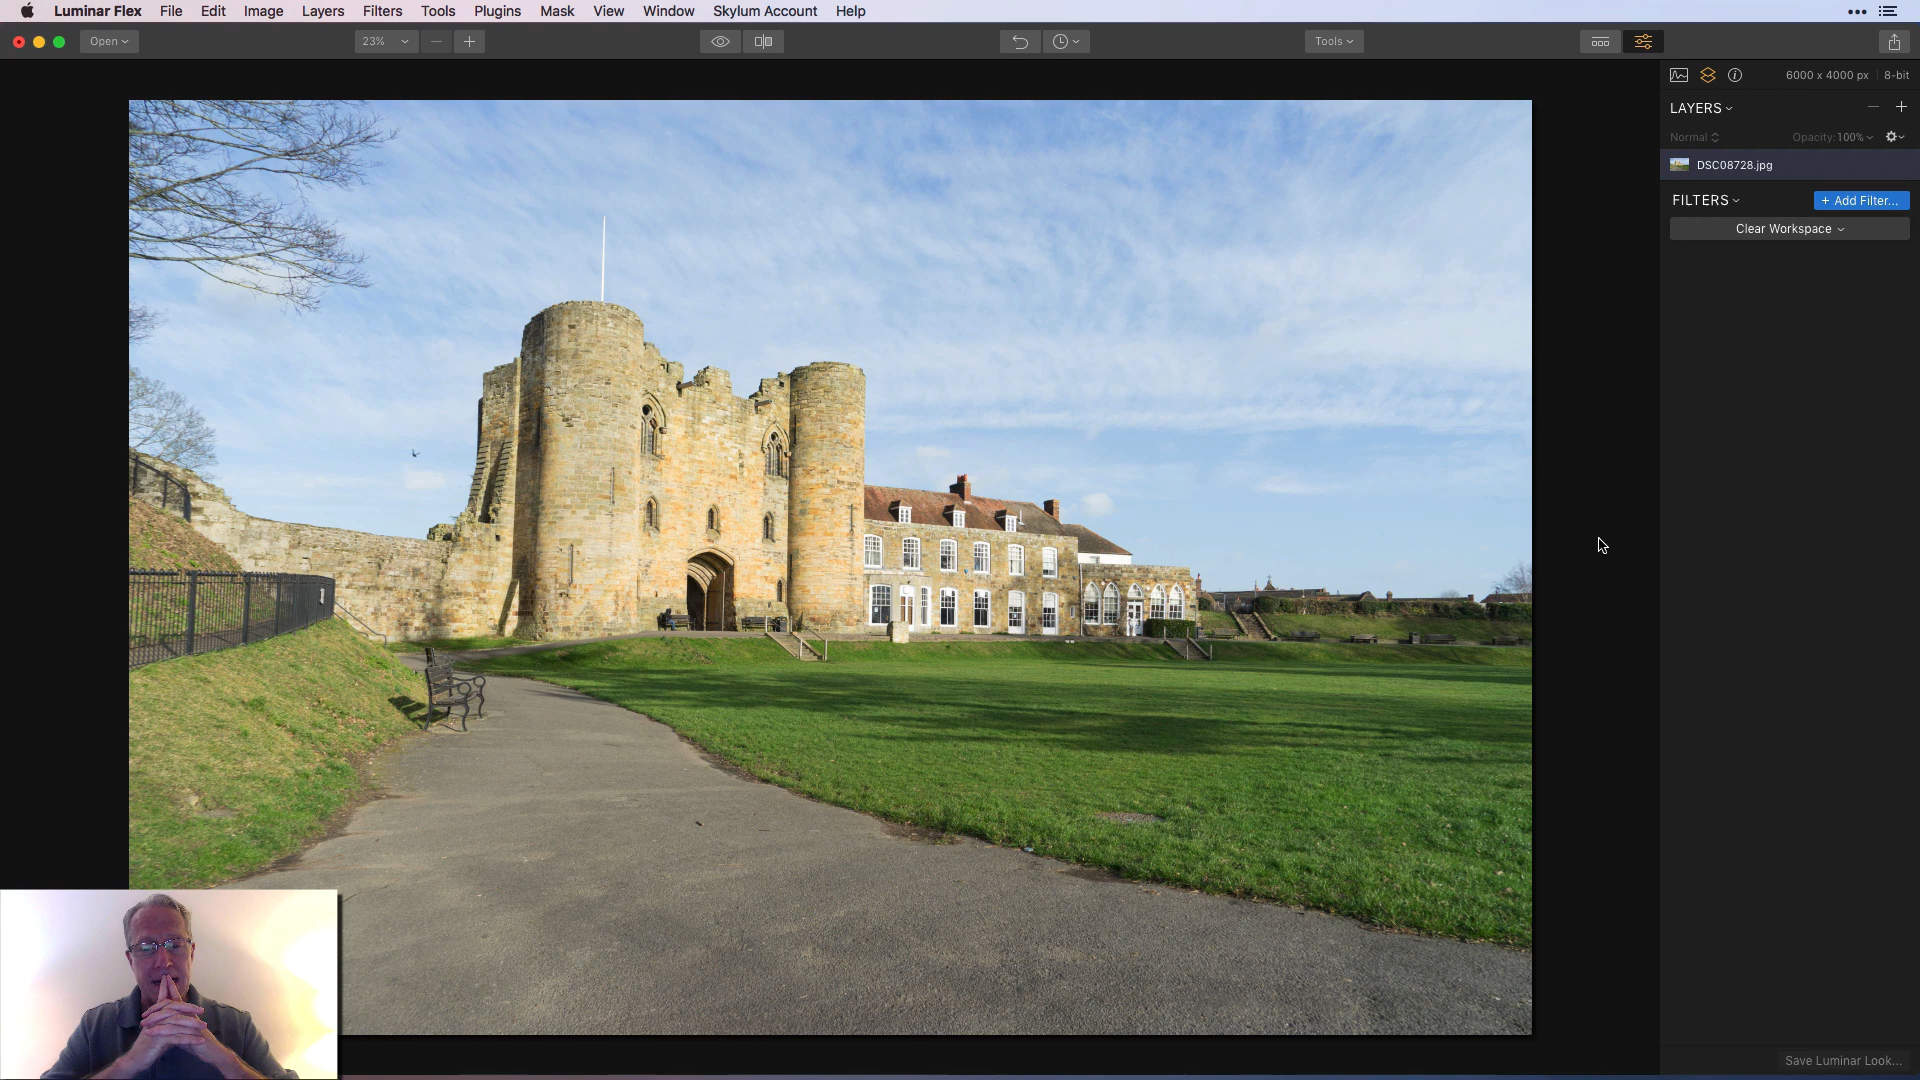 Luminar Flex File Edit Image Layers Filters Tools Plugins Mask View Window Skylum Account Help
Open 23% Tools
6000 x 4000 px 8-bit
LAYERS
Normal Opacity: 100%
DSC08728.jpg
FILTERS + Add Filter...
Clear Workspace
Save Luminar Look...